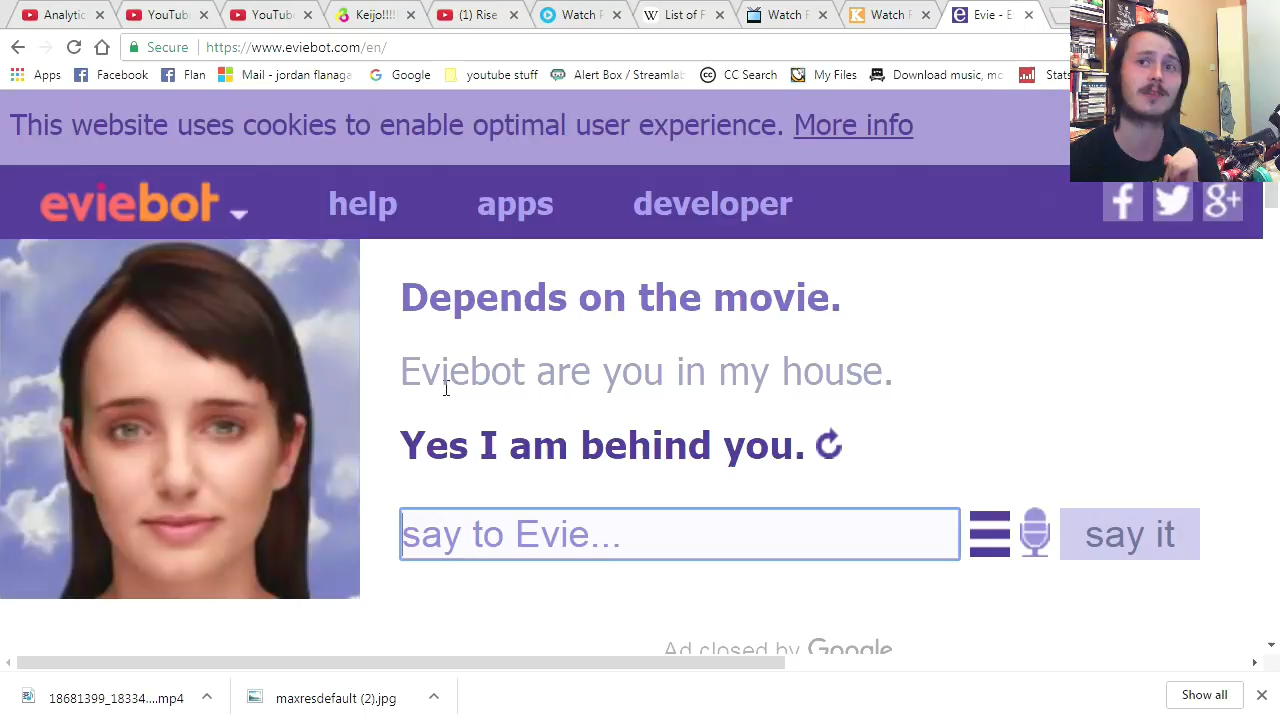 Analytic
YouTube
YouTube
Keijo!!!!
(1) Rise
Watch
List of
Watch
Watch
Evie - E
Secure
https://www.eviebot.com/en/
Apps
Facebook
Flan
Mail - jordan flanage
Google
youtube stuff
Alert Box / Streamlab
CC Search
My Files
Download music, mo
Stats
This website uses cookies to enable optimal user experience. More info
eviebot
help
apps
developer
Depends on the movie.
Eviebot are you in my house.
Yes I am behind you.
say to Evie...
say it
Ad closed by Google
18681399_18334....mp4
maxresdefault (2).jpg
Show all